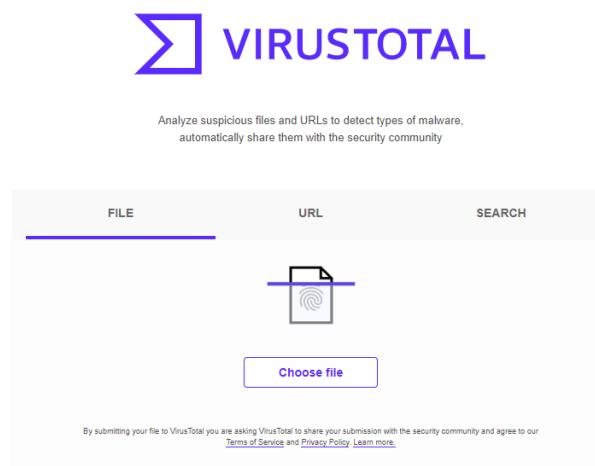 VIRUSTOTAL
Analyze suspicious files and URLs to detect types of malware,
automatically share them with the security community
FILE
URL
SEARCH
Choose file
By submitting your file to VirusTotal you are asking VirusTotal to share your submission with the security community and agree to our
Terms of Service and Privacy Policy. Learn more.